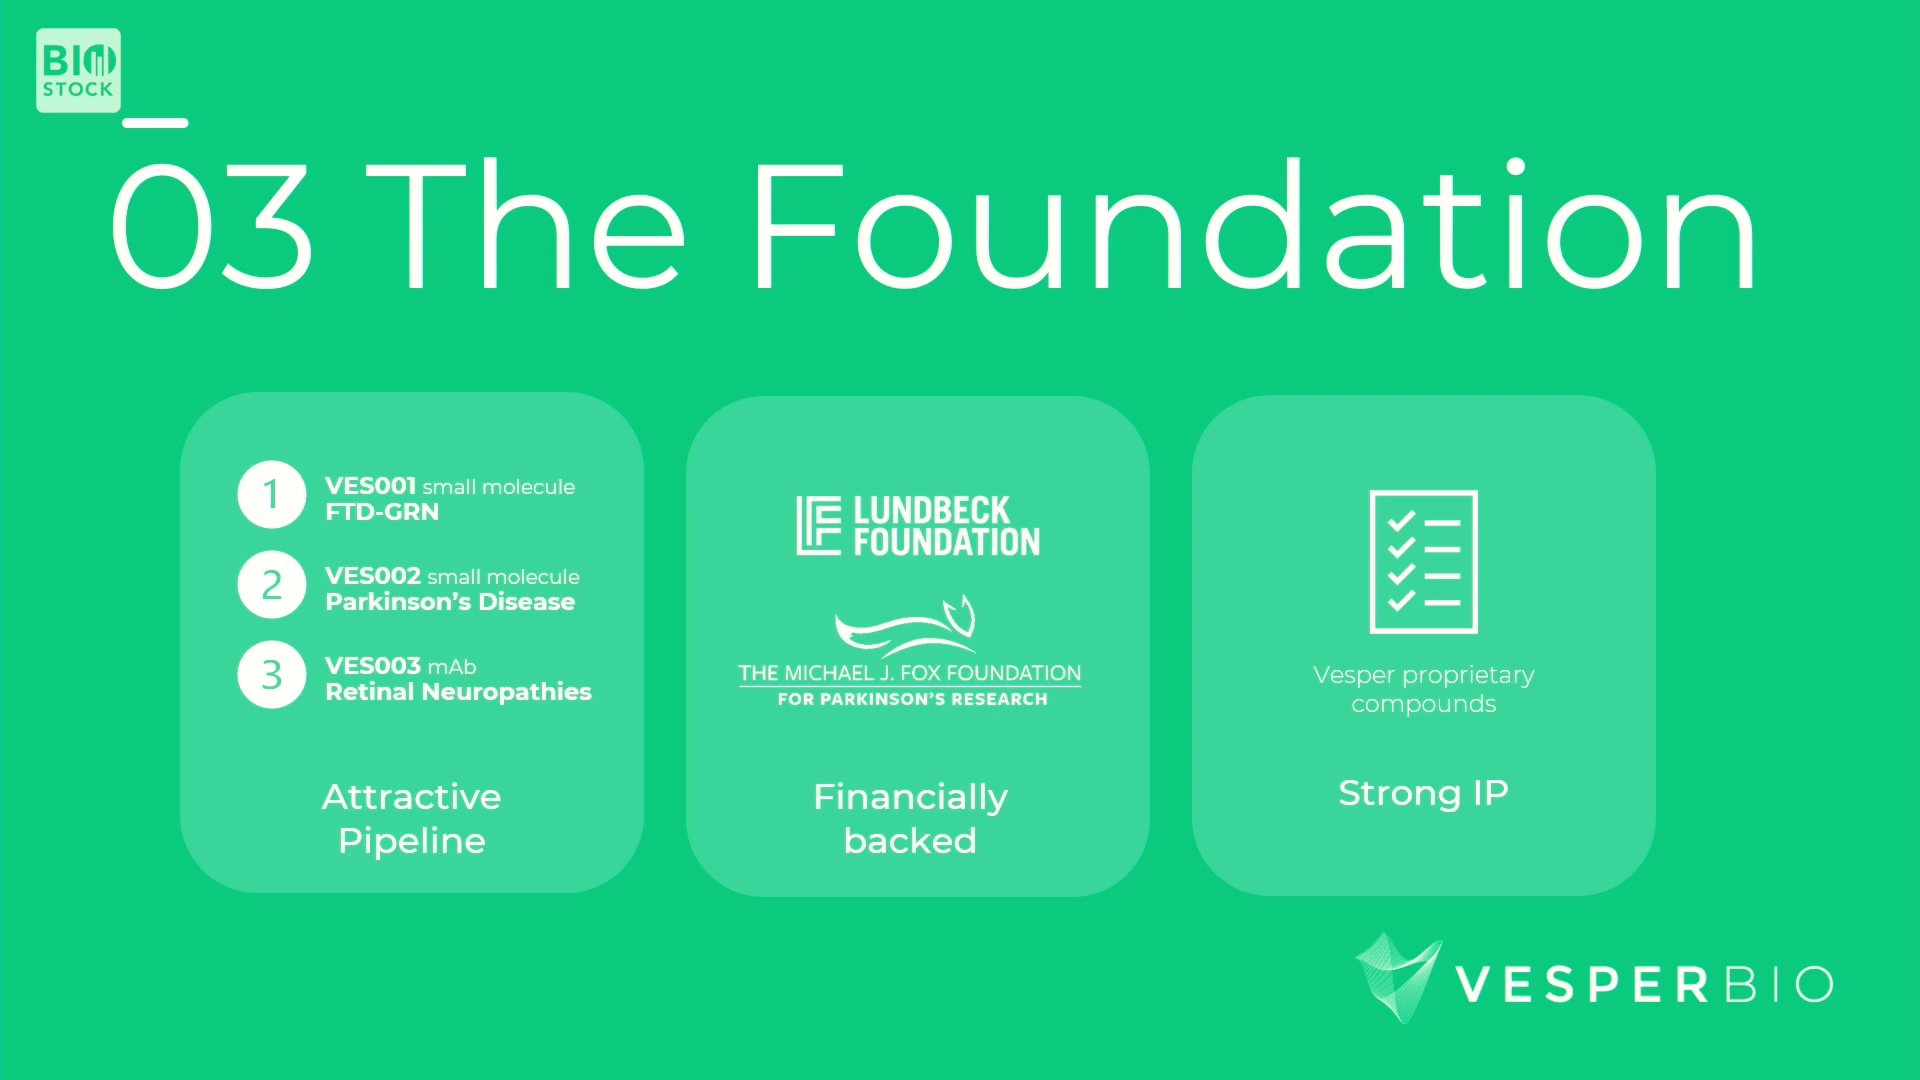 BIO
STOCK
03 The Foundation
1
VES001 small molecule
FTD-GRN
2
VES002 small molecule
Parkinson’s Disease
3
VES003 mAb
Retinal Neuropathies
Attractive
Pipeline
LUNDBECK
FOUNDATION
THE MICHAEL J. FOX FOUNDATION
FOR PARKINSON’S RESEARCH
Financially
backed
Vesper proprietary
compounds
Strong IP
VESPERBIO